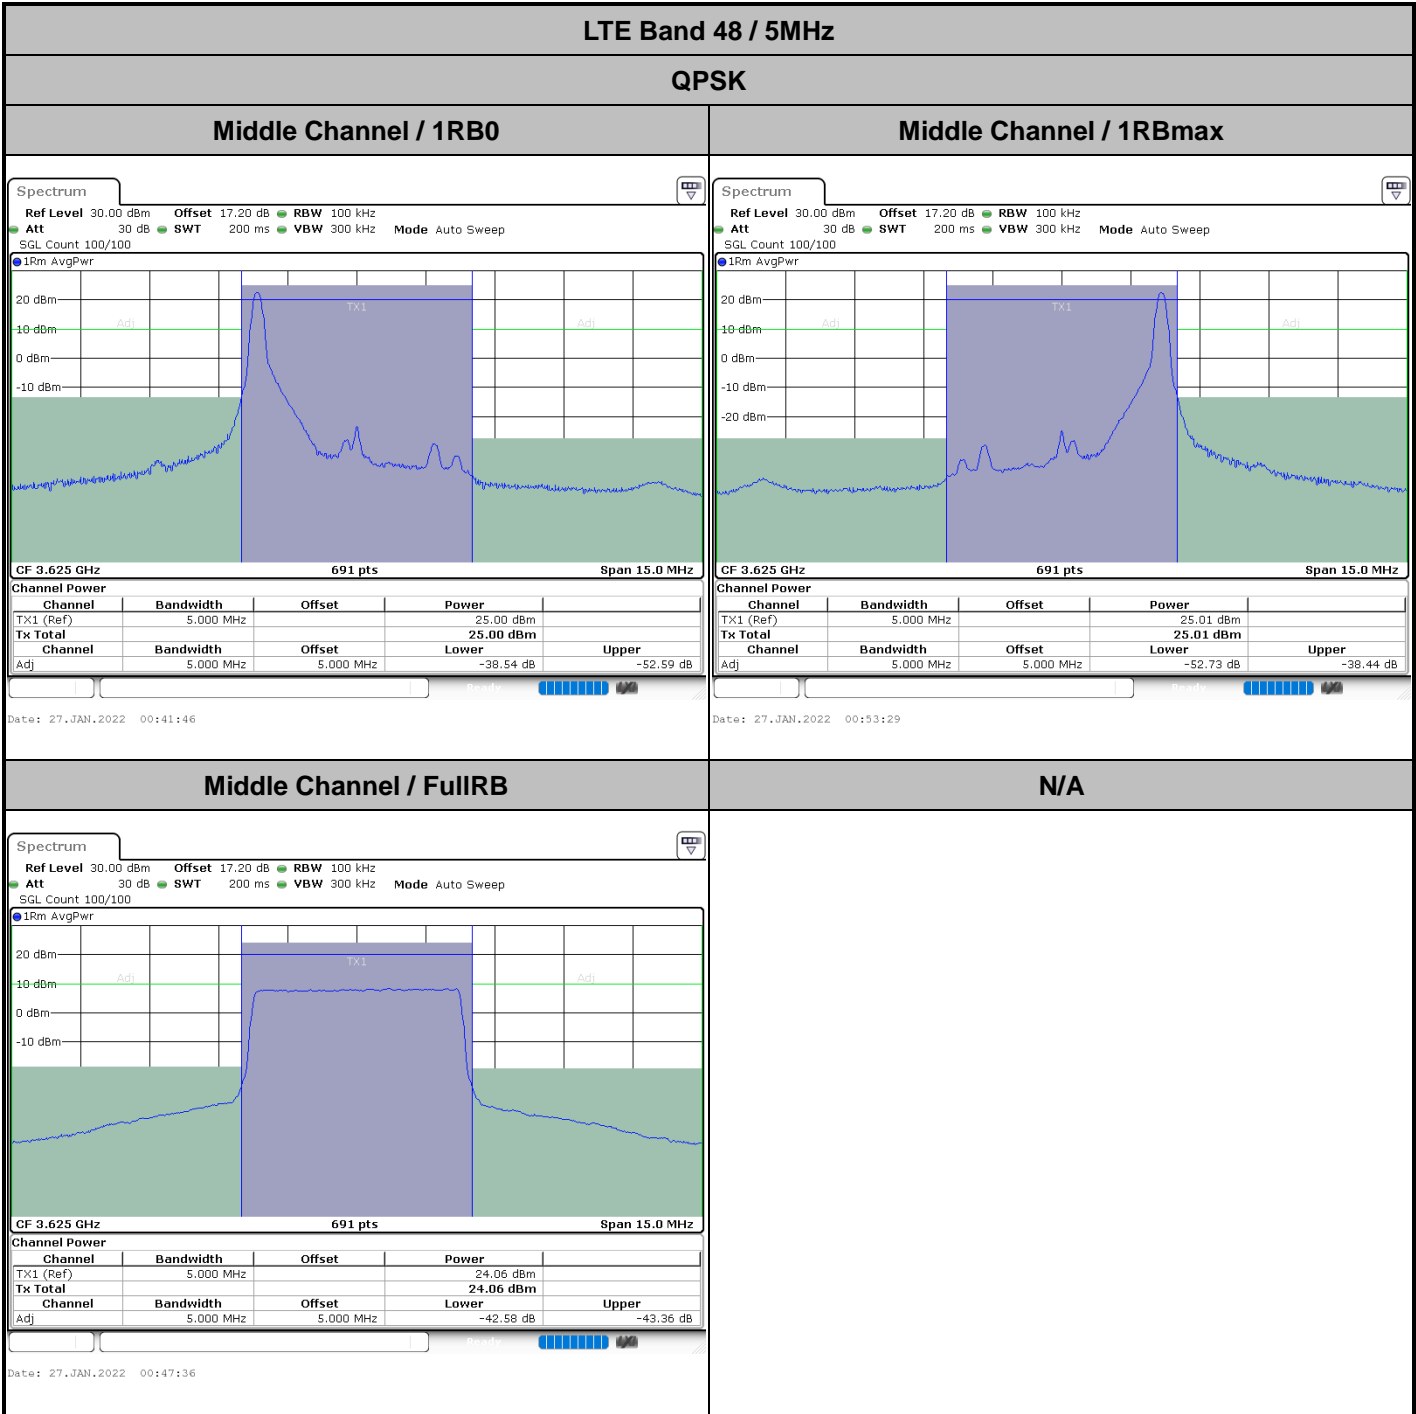 LTE Band 48 / 5MHz
QPSK
Middle Channel / 1RB0
Middle Channel / 1RBmax
Spectrum
Ref Level 30.00 dBm Offset 17.20 dB RBW 100 kHz
Att 30 dB SWT 200 ms VBW 300 kHz Mode Auto Sweep
SGL Count 100/100
1Rm AvgPwr
TX1
Adj
Adj
20 dBm
10 dBm
0 dBm
-10 dBm
CF 3.625 GHz 691 pts Span 15.0 MHz
Channel Power
Channel Bandwidth Offset Power
TX1 (Ref) 5.000 MHz 25.00 dBm
Tx Total 25.00 dBm
Channel Bandwidth Offset Lower Upper
Adj 5.000 MHz 5.000 MHz -38.54 dB -52.59 dB
Ready
Date: 27.JAN.2022 00:41:46
Spectrum
Ref Level 30.00 dBm Offset 17.20 dB RBW 100 kHz
Att 30 dB SWT 200 ms VBW 300 kHz Mode Auto Sweep
SGL Count 100/100
1Rm AvgPwr
TX1
Adj
Adj
20 dBm
10 dBm
0 dBm
-10 dBm
-20 dBm
CF 3.625 GHz 691 pts Span 15.0 MHz
Channel Power
Channel Bandwidth Offset Power
TX1 (Ref) 5.000 MHz 25.01 dBm
Tx Total 25.01 dBm
Channel Bandwidth Offset Lower Upper
Adj 5.000 MHz 5.000 MHz -52.73 dB -38.44 dB
Ready
Date: 27.JAN.2022 00:53:29
Middle Channel / FullRB
N/A
Spectrum
Ref Level 30.00 dBm Offset 17.20 dB RBW 100 kHz
Att 30 dB SWT 200 ms VBW 300 kHz Mode Auto Sweep
SGL Count 100/100
1Rm AvgPwr
TX1
Adj
Adj
20 dBm
10 dBm
0 dBm
-10 dBm
CF 3.625 GHz 691 pts Span 15.0 MHz
Channel Power
Channel Bandwidth Offset Power
TX1 (Ref) 5.000 MHz 24.06 dBm
Tx Total 24.06 dBm
Channel Bandwidth Offset Lower Upper
Adj 5.000 MHz 5.000 MHz -42.58 dB -43.36 dB
Ready
Date: 27.JAN.2022 00:47:36